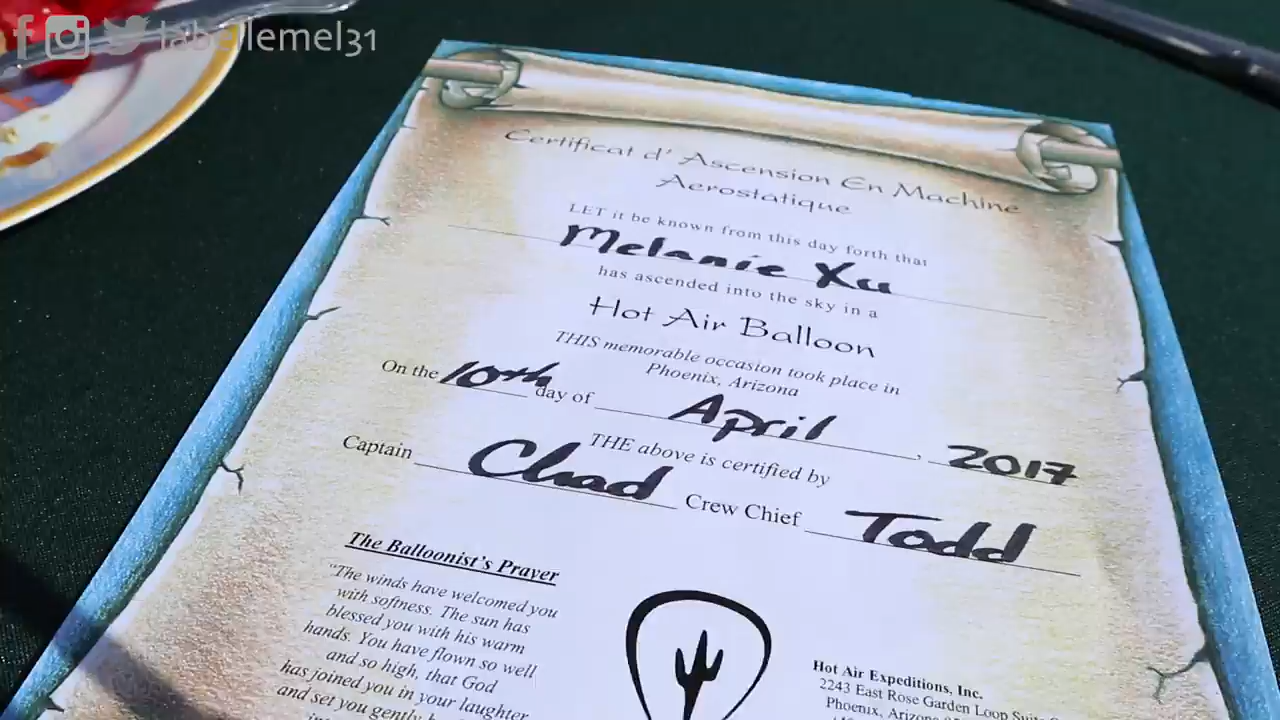 labellemel31
Certificat d' Ascension En Machine
Aerostatique
LET it be known from this day forth that
Melanie Xu
has ascended into the sky in a
Hot Air Balloon
THIS memorable occasion took place in
Phoenix, Arizona
On the 10th day of April, 2017
THE above is certified by
Captain Chad Crew Chief Todd
The Balloonist's Prayer
"The winds have welcomed you
with softness. The sun has
blessed you with his warm
hands. You have flown so well
and so high, that God
has joined you in your laughter
and set you gently
Hot Air Expeditions, Inc.
2243 East Rose Garden Loop
Phoenix, Arizona